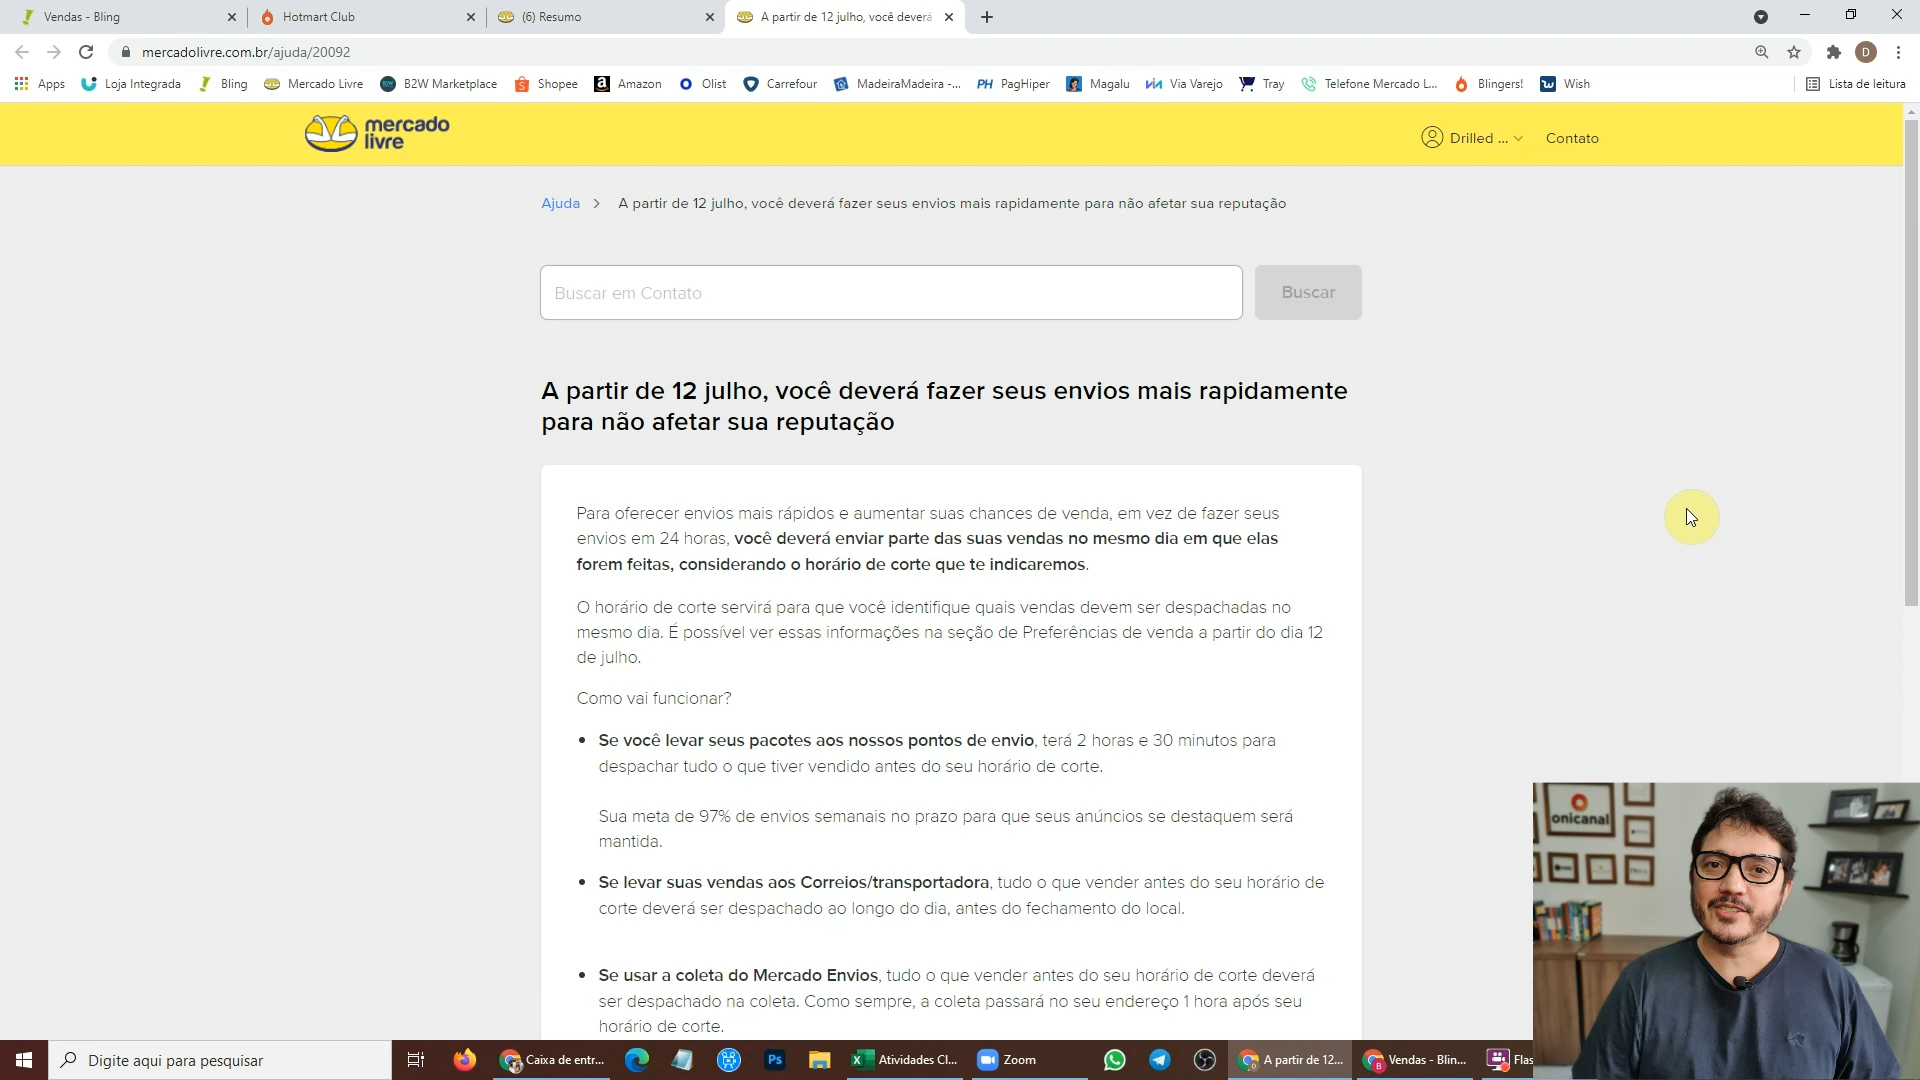 Vendas - Bling
Hotmart Club
(6) Resumo
A partir de 12 julho, você deverá
mercadolivre.com.br/ajuda/20092
D
Apps
Loja Integrada
Bling
Mercado Livre
B2W Marketplace
Shopee
Amazon
Olist
Carrefour
MadeiraMadeira -...
PH PagHiper
Magalu
Via Varejo
Tray
Telefone Mercado L...
Blingers!
Wish
Lista de leitura
mercado
livre
Drilled ...
Contato
Ajuda > A partir de 12 julho, você deverá fazer seus envios mais rapidamente para não afetar sua reputação
Buscar em Contato
Buscar
A partir de 12 julho, você deverá fazer seus envios mais rapidamente
para não afetar sua reputação
Para oferecer envios mais rápidos e aumentar suas chances de venda, em vez de fazer seus
envios em 24 horas, você deverá enviar parte das suas vendas no mesmo dia em que elas
forem feitas, considerando o horário de corte que te indicaremos.
O horário de corte servirá para que você identifique quais vendas devem ser despachadas no
mesmo dia. É possível ver essas informações na seção de Preferências de venda a partir do dia 12
de julho.
Como vai funcionar?
• Se você levar seus pacotes aos nossos pontos de envio, terá 2 horas e 30 minutos para
despachar tudo o que tiver vendido antes do seu horário de corte.
Sua meta de 97% de envios semanais no prazo para que seus anúncios se destaquem será
mantida.
• Se levar suas vendas aos Correios/transportadora, tudo o que vender antes do seu horário de
corte deverá ser despachado ao longo do dia, antes do fechamento do local.
• Se usar a coleta do Mercado Envios, tudo o que vender antes do seu horário de corte deverá
ser despachado na coleta. Como sempre, a coleta passará no seu endereço 1 hora após seu
horário de corte.
onicanal
Digite aqui para pesquisar
Caixa de entr...
Ps
Atividades Cl...
Zoom
A partir de 12...
Vendas - Blin...
Flas